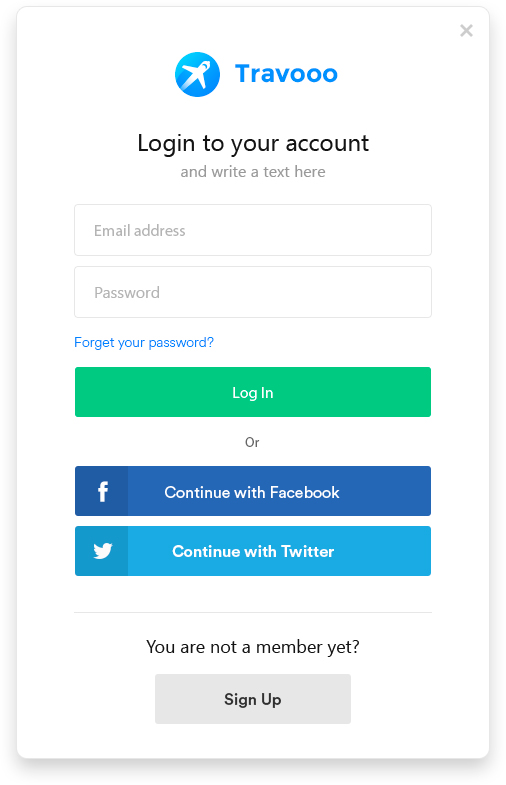 Travooo
Login to your account
and write a text here
Email address
Password
Forget your password?
Log In
Or
Continue with Facebook
Continue with Twitter
You are not a member yet?
Sign Up